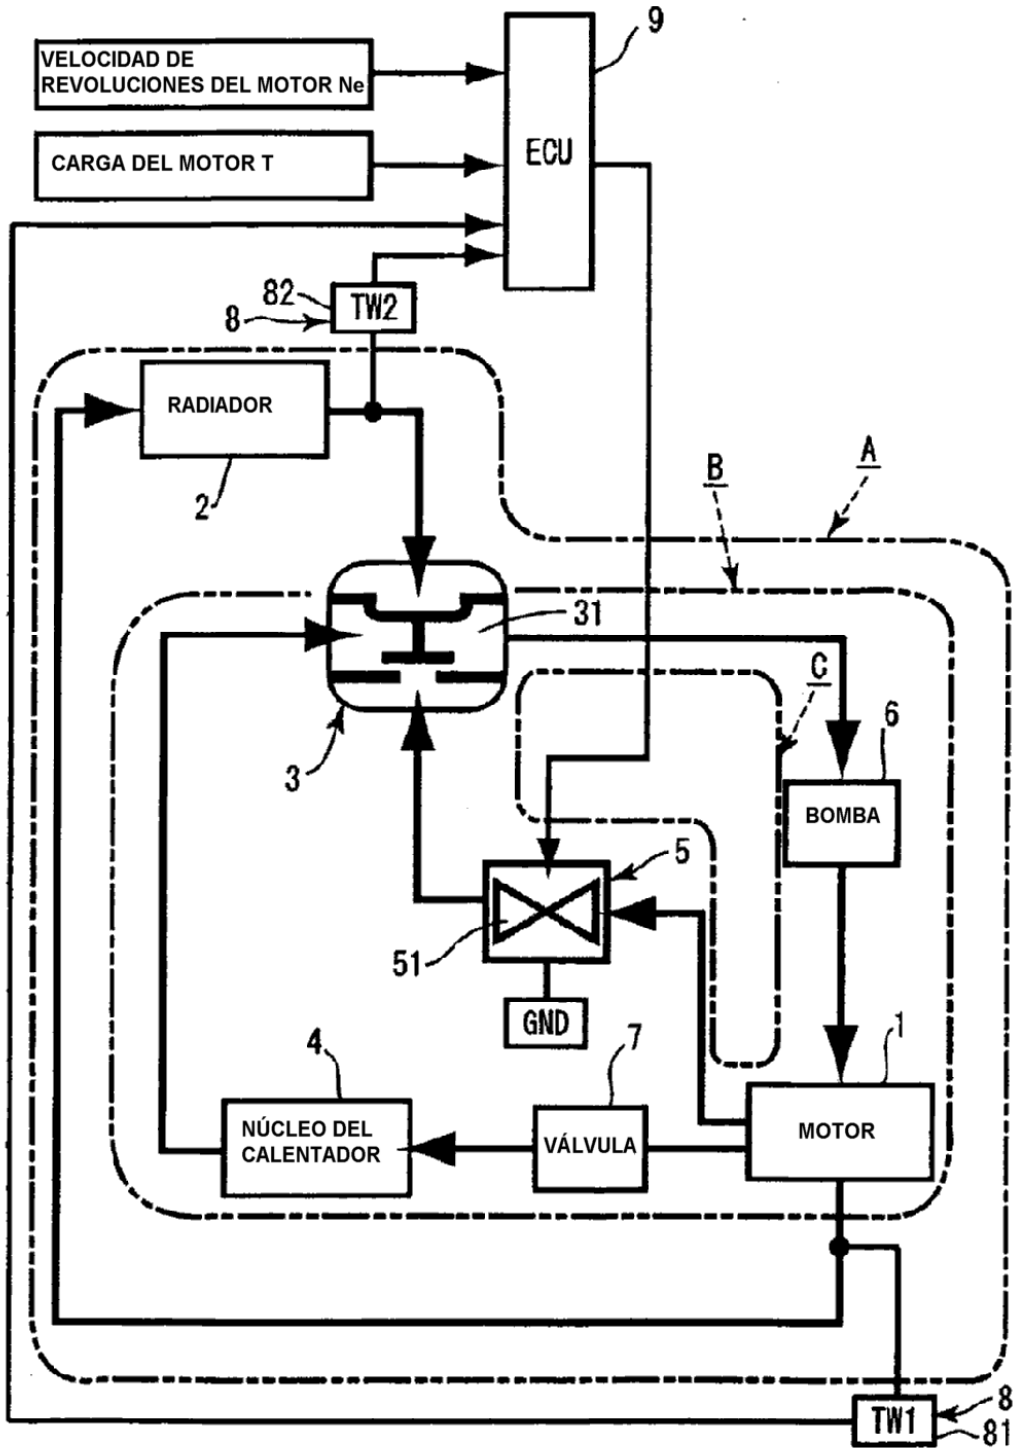 9
VELOCIDAD DE
REVOLUCIONES DEL MOTOR Ne
ECU
CARGA DEL MOTOR T
82
TW2
8
RADIADOR
2
A
B
31
C
3
6
BOMBA
5
51
GND
1
4
7
NÚCLEO DEL
CALENTADOR
VÁLVULA
MOTOR
TW1
8
81